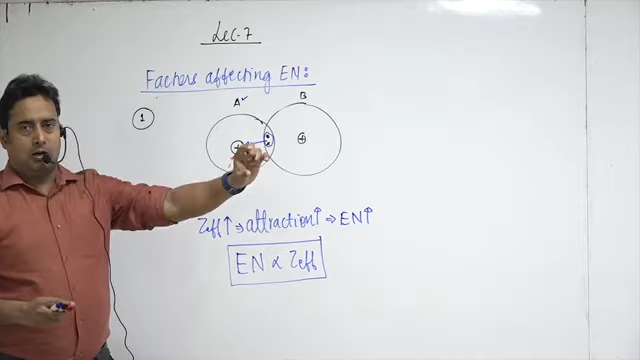 Lec-7
Factors affecting EN:
1
A✓ B
+ +
Zeff↑ ⇒ attraction↑ ⇒ EN↑
EN ∝ Zeff